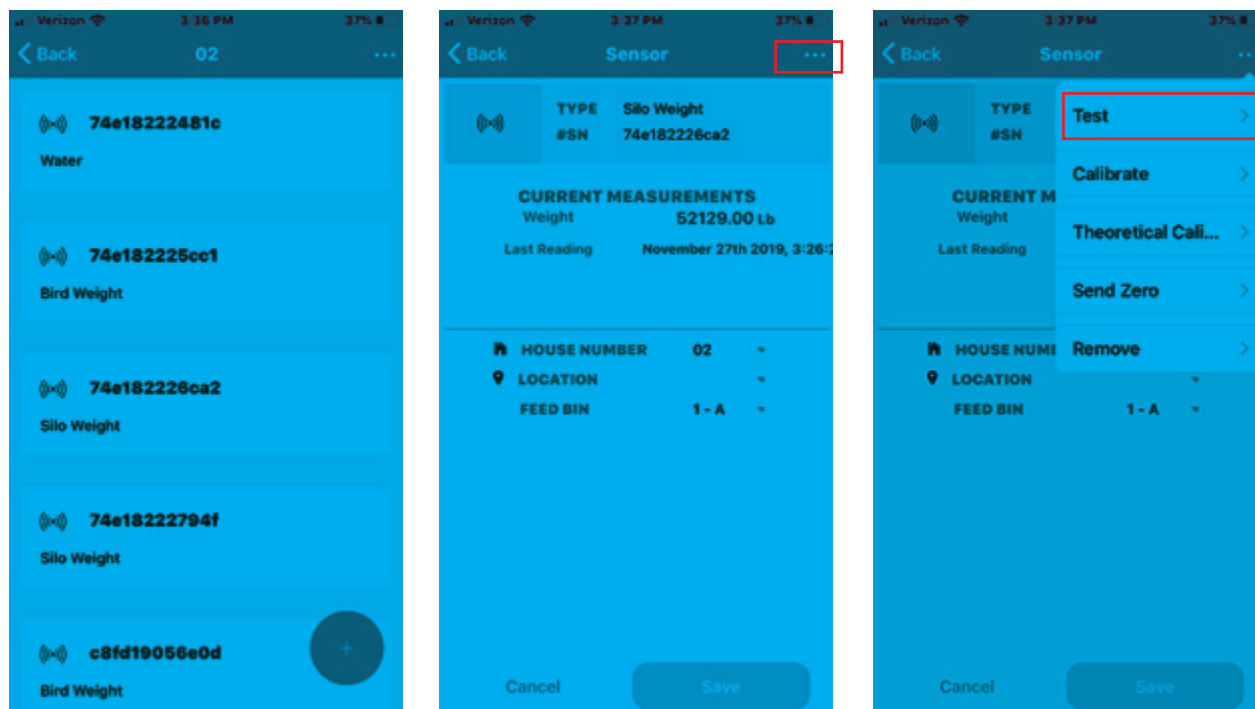 Verizon 3:36 PM 37%
Back 02 ...
74e18222481c
Water
74e182225cc1
Bird Weight
74e182226ca2
Silo Weight
74e18222794f
Silo Weight
c8fd19056e0d
+
Bird Weight
Verizon 3:37 PM 37%
Back Sensor ...
TYPE Silo Weight
#SN 74e182226ca2
CURRENT MEASUREMENTS
Weight 52129.00 Lb
Last Reading November 27th 2019, 3:26:
HOUSE NUMBER 02
LOCATION
FEED BIN 1 - A
Cancel Save
Verizon 3:37 PM 37%
Back Sensor ..
TYPE
#SN
CURRENT M
Weight
Last Reading
Test
Calibrate
Theoretical Cali...
Send Zero
Remove
HOUSE NUME
LOCATION
FEED BIN 1 - A
Cancel Save